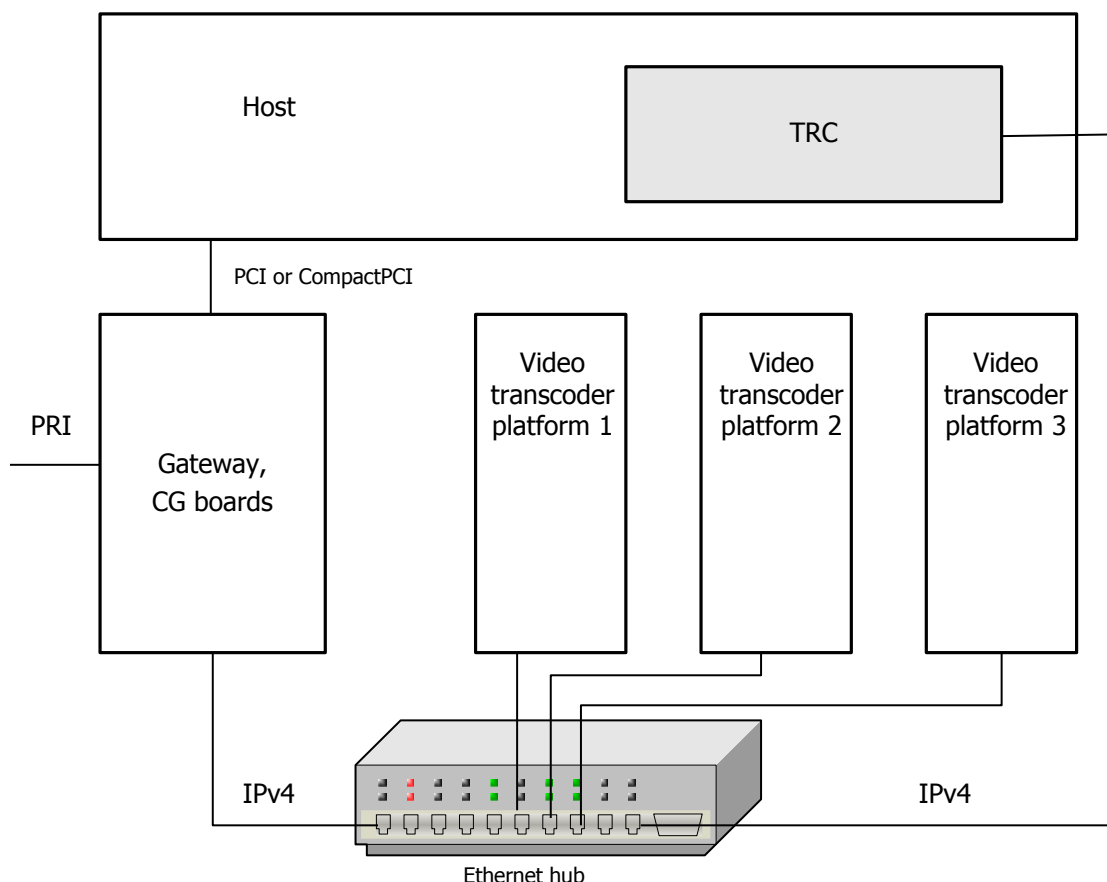 Host
TRC
PCI or CompactPCI
PRI
Gateway,
CG boards
Video
transcoder
platform 1
Video
transcoder
platform 2
Video
transcoder
platform 3
IPv4
IPv4
Ethernet hub